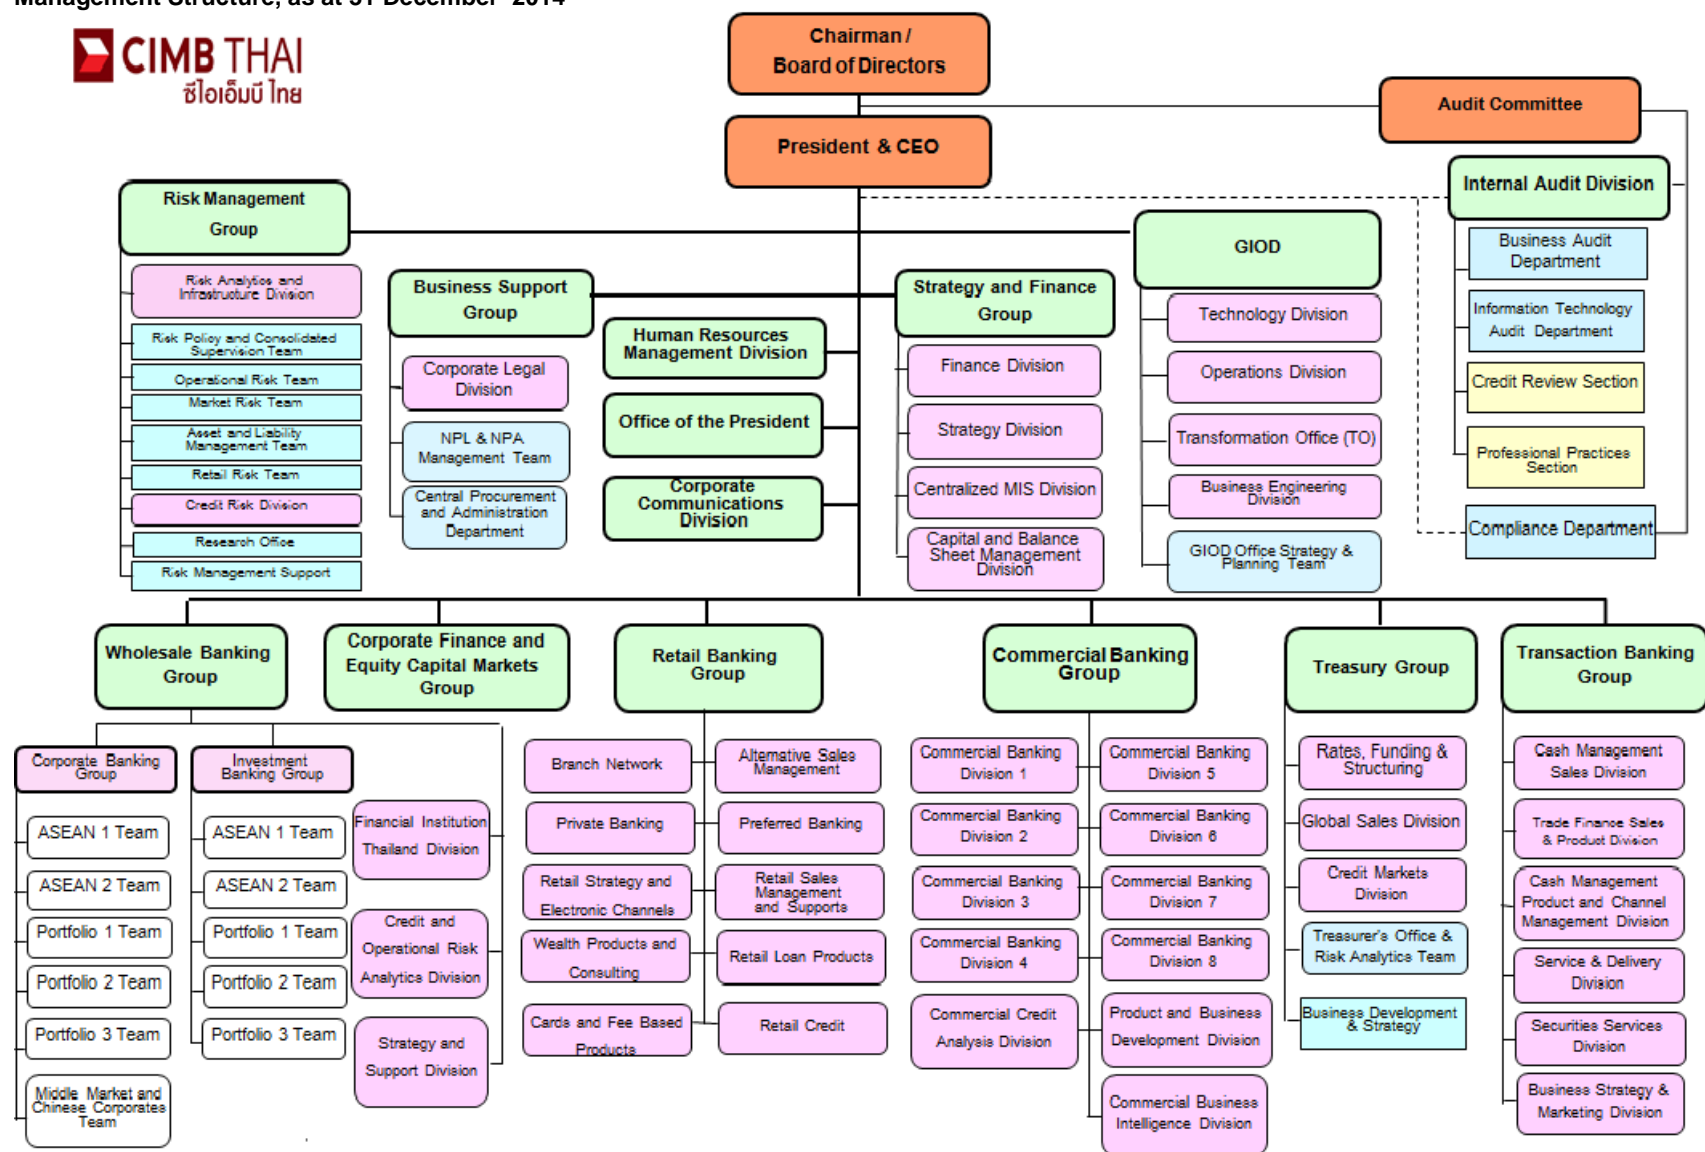 Management Structure, as at 31 December 2014
CIMB THAI
ซีไอเอ็มบี ไทย
Chairman /
Board of Directors
Audit Committee
President & CEO
Internal Audit Division
Business Audit
Department
Information Technology
Audit Department
Credit Review Section
Professional Practices
Section
Compliance Department
Risk Management
Group
Risk Analytics and
Infrastructure Division
Risk Policy and Consolidated
Supervision Team
Operational Risk Team
Market Risk Team
Asset and Liability
Management Team
Retail Risk Team
Credit Risk Division
Research Office
Risk Management Support
Business Support
Group
Corporate Legal
Division
NPL & NPA
Management Team
Central Procurement
and Administration
Department
Human Resources
Management Division
Office of the President
Corporate
Communications
Division
Strategy and Finance
Group
Finance Division
Strategy Division
Centralized MIS Division
Capital and Balance
Sheet Management
Division
GIOD
Technology Division
Operations Division
Transformation Office (TO)
Business Engineering
Division
GIOD Office Strategy &
Planning Team
Wholesale Banking
Group
Corporate Banking
Group
ASEAN 1 Team
ASEAN 2 Team
Portfolio 1 Team
Portfolio 2 Team
Portfolio 3 Team
Middle Market and
Chinese Corporates
Team
Investment
Banking Group
ASEAN 1 Team
ASEAN 2 Team
Portfolio 1 Team
Portfolio 2 Team
Portfolio 3 Team
Financial Institution
Thailand Division
Credit and
Operational Risk
Analytics Division
Strategy and
Support Division
Corporate Finance and
Equity Capital Markets
Group
Retail Banking
Group
Branch Network
Private Banking
Retail Strategy and
Electronic Channels
Wealth Products and
Consulting
Cards and Fee Based
Products
Alternative Sales
Management
Preferred Banking
Retail Sales
Management
and Supports
Retail Loan Products
Retail Credit
Commercial Banking
Group
Commercial Banking
Division 1
Commercial Banking
Division 2
Commercial Banking
Division 3
Commercial Banking
Division 4
Commercial Credit
Analysis Division
Commercial Banking
Division 5
Commercial Banking
Division 6
Commercial Banking
Division 7
Commercial Banking
Division 8
Product and Business
Development Division
Commercial Business
Intelligence Division
Treasury Group
Rates, Funding &
Structuring
Global Sales Division
Credit Markets
Division
Treasurer's Office &
Risk Analytics Team
Business Development
& Strategy
Transaction Banking
Group
Cash Management
Sales Division
Trade Finance Sales
& Product Division
Cash Management
Product and Channel
Management Division
Service & Delivery
Division
Securities Services
Division
Business Strategy &
Marketing Division